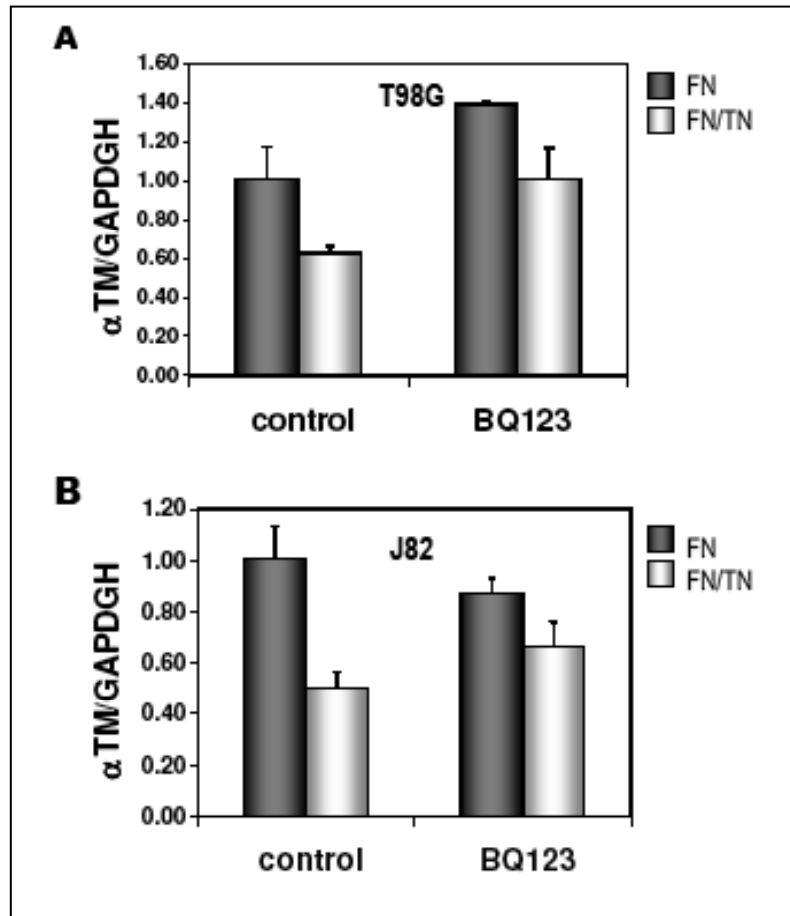 A
1.60
1.40
1.20
1.00
0.80
0.60
0.40
0.20
0.00
αTM/GAPDGH
T98G
FN
FN/TN
control
BQ123
B
1.20
1.00
0.80
0.60
0.40
0.20
0.00
αTM/GAPDGH
J82
FN
FN/TN
control
BQ123